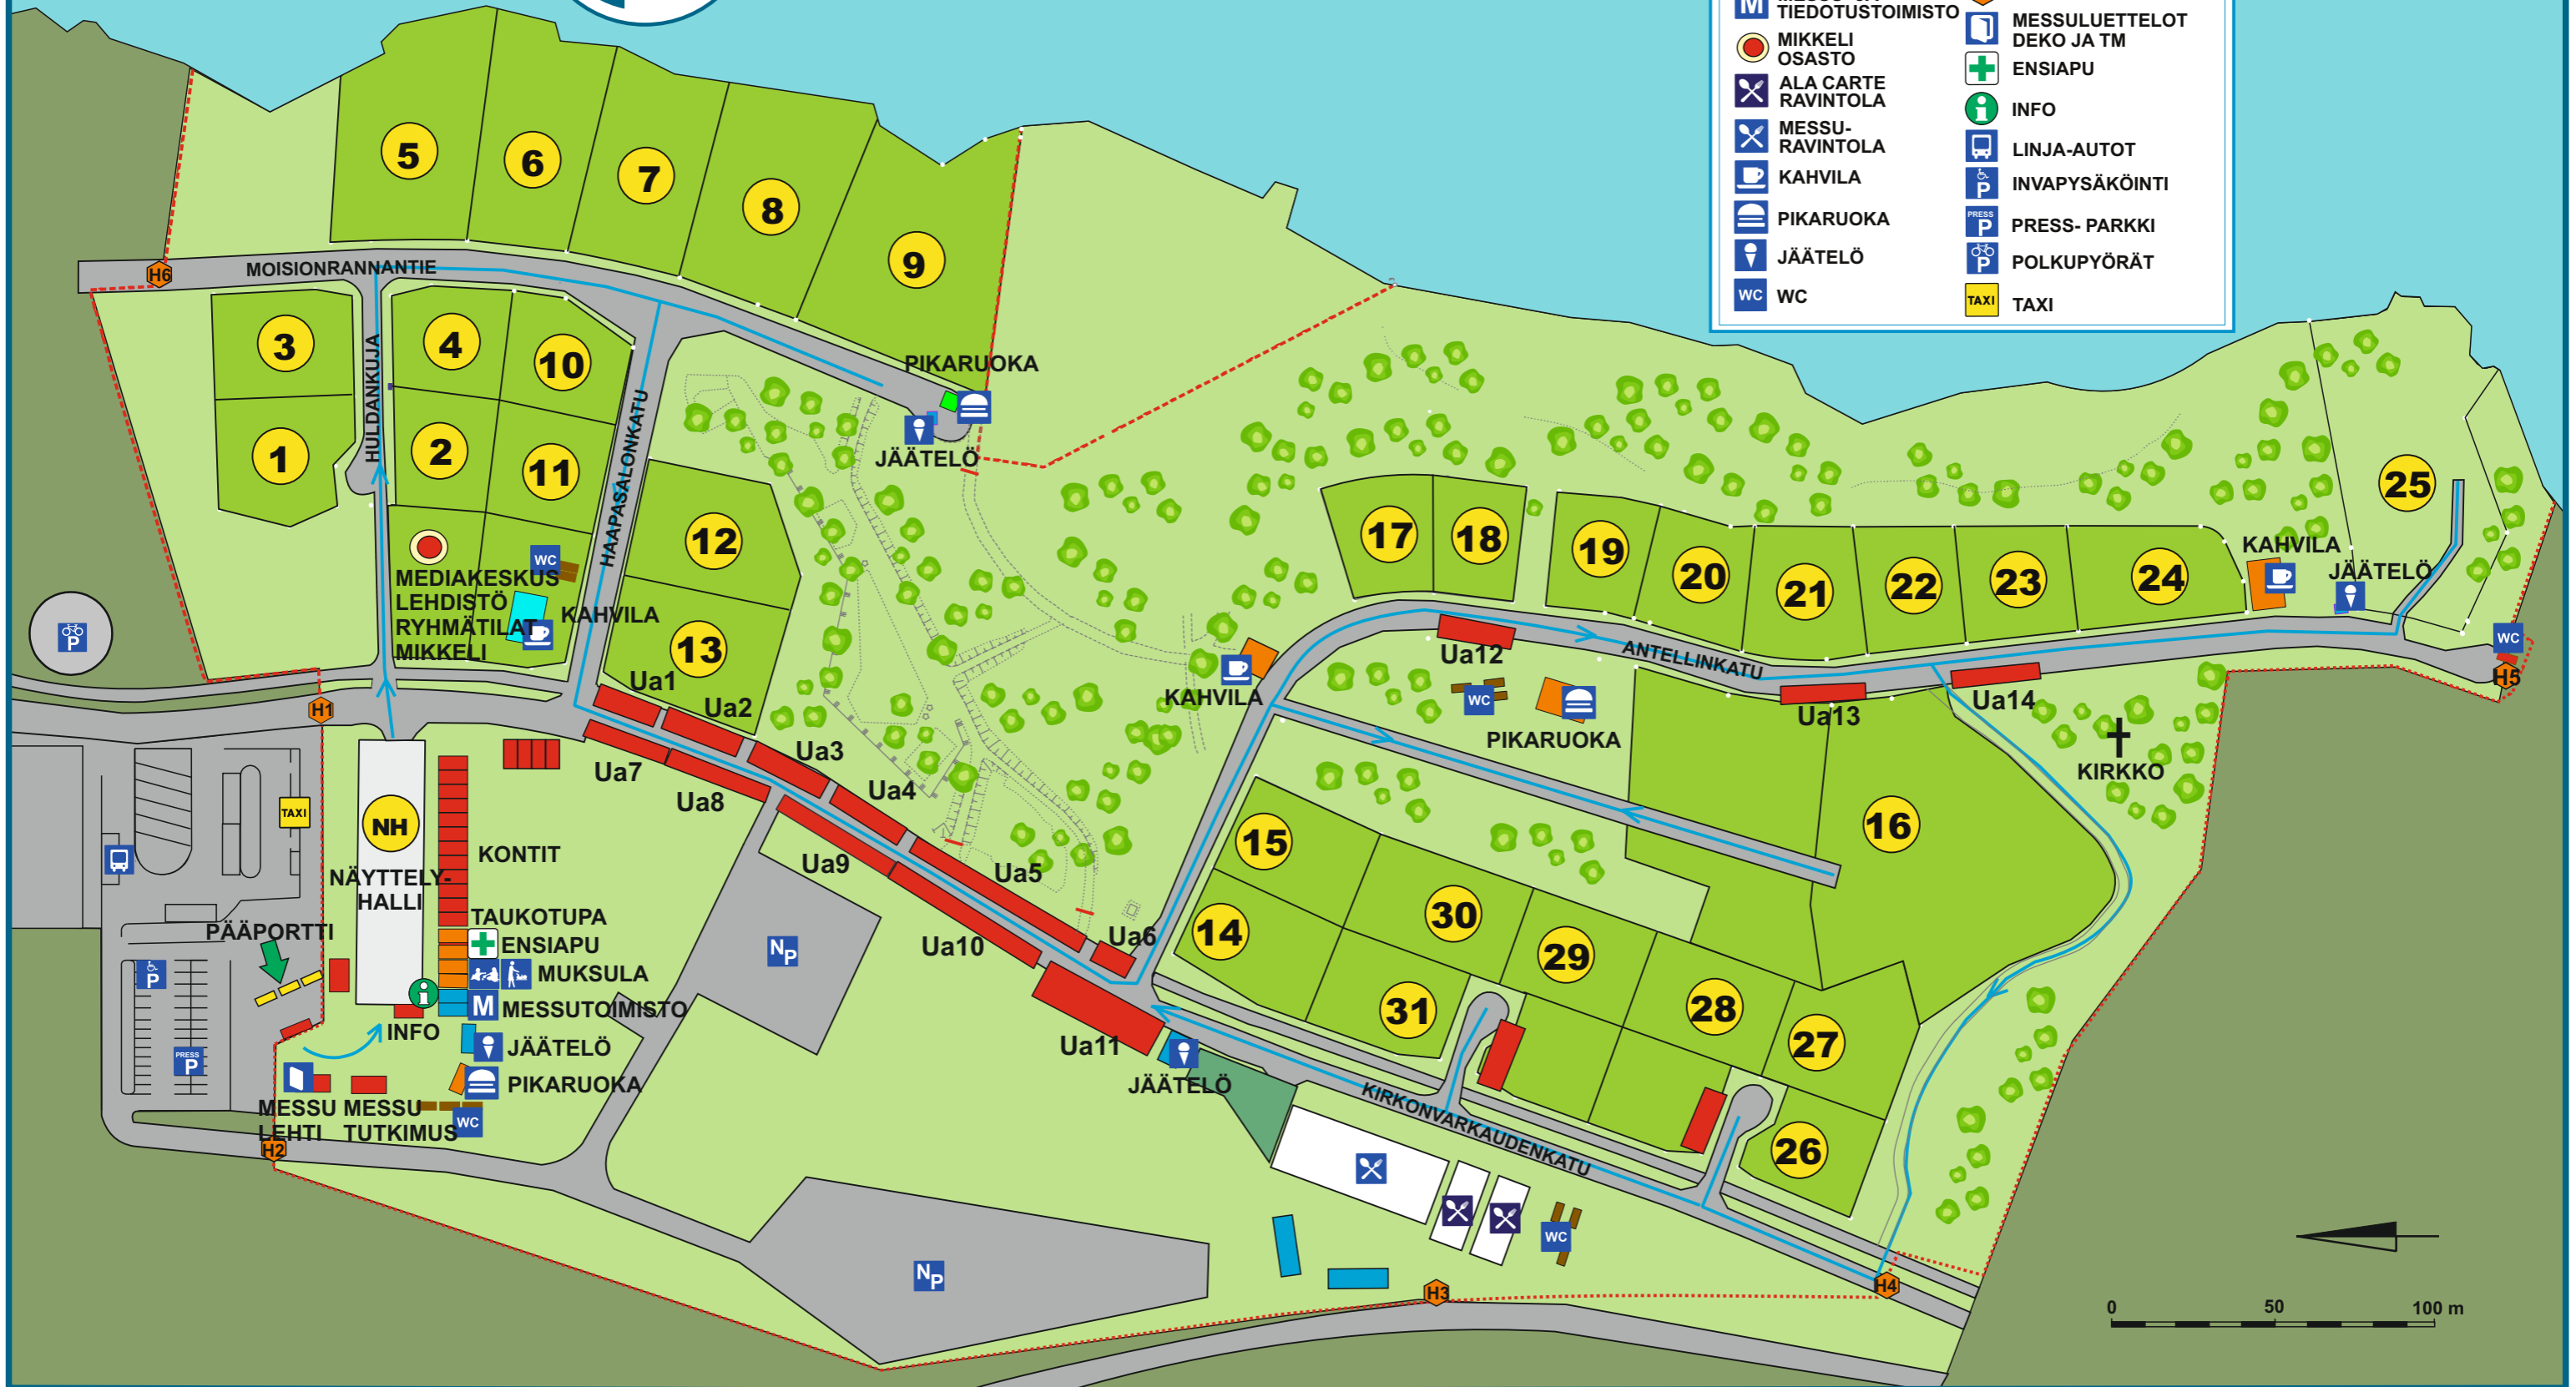 M
TIEDOTUSTOIMISTO
MIKKELI
OSASTO
ALA CARTE
RAVINTOLA
MESSU-
RAVINTOLA
KAHVILA
PIKARUOKA
JÄÄTELÖ
WC WC
MESSULUETTELOT
DEKO JA TM
ENSIAPU
i INFO
LINJA-AUTOT
P INVAPYSÄKÖINTI
PRESS P PRESS- PARKKI
P POLKUPYÖRÄT
TAXI TAXI
5
6
7
8
9
H6
MOISIONRANNANTIE
3
4
10
HULDANKUJA
HAAPASALONKATU
1
2
11
PIKARUOKA
JÄÄTELÖ
12
13
WC
MEDIAKESKUS
LEHDISTÖ
RYHMÄTILAT
MIKKELI
KAHVILA
P
H1
17
18
19
20
21
22
23
24
25
KAHVILA
JÄÄTELÖ
WC
H5
Ua1
Ua2
Ua3
Ua4
Ua5
Ua6
Ua7
Ua8
Ua9
Ua10
Ua11
Ua12
Ua13
Ua14
ANTELLINKATU
KAHVILA
WC
PIKARUOKA
KIRKKO
16
15
14
30
29
31
28
27
26
TAXI
NH
NÄYTTELY-
HALLI
KONTIT
TAUKOTUPA
ENSIAPU
MUKSULA
M MESSUTOIMISTO
PÄÄPORTTI
P
i
INFO
JÄÄTELÖ
PRESS
P
PIKARUOKA
MESSU
LEHTI
MESSU
TUTKIMUS
WC
H2
NP
NP
JÄÄTELÖ
KIRKONVARKAUDENKATU
WC
H3
H4
0 50 100 m